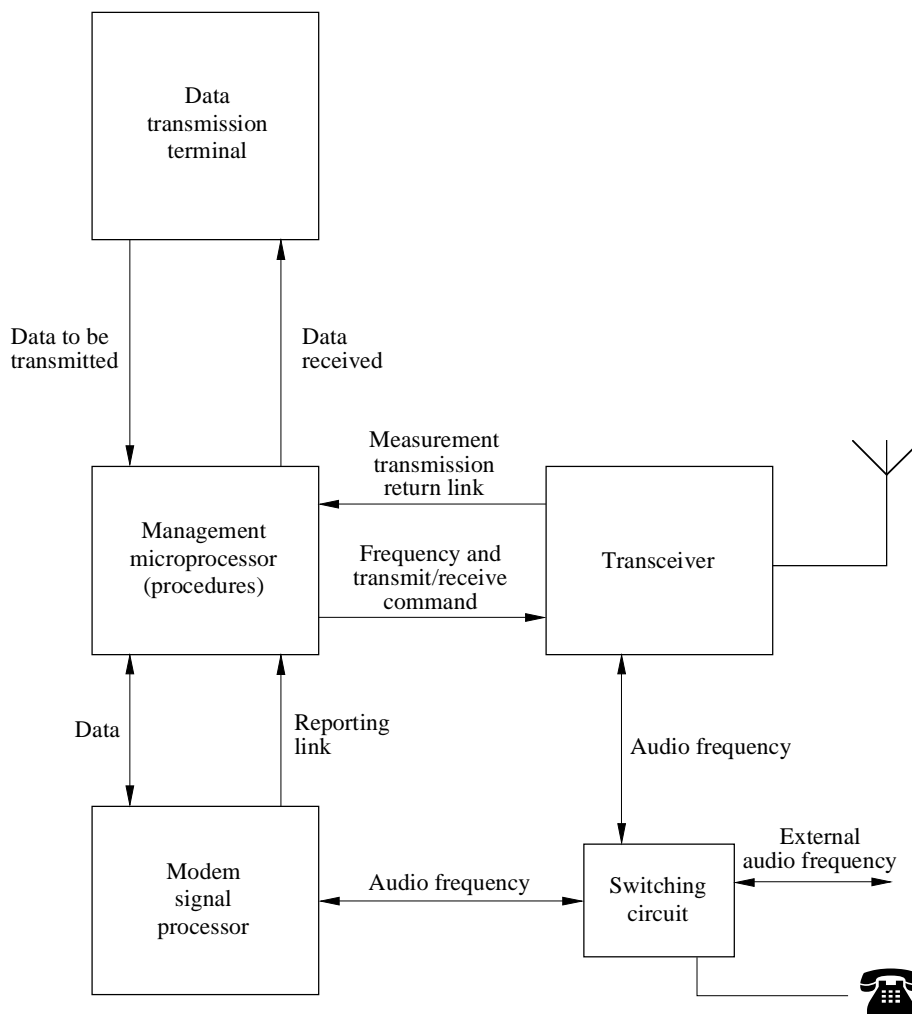 Data
transmission
terminal
Data to be
transmitted
Data
received
Measurement
transmission
return link
Management
microprocessor
(procedures)
Frequency and
transmit/receive
command
Transceiver
Data
Reporting
link
Audio frequency
Modem
signal
processor
Audio frequency
Switching
circuit
External
audio frequency